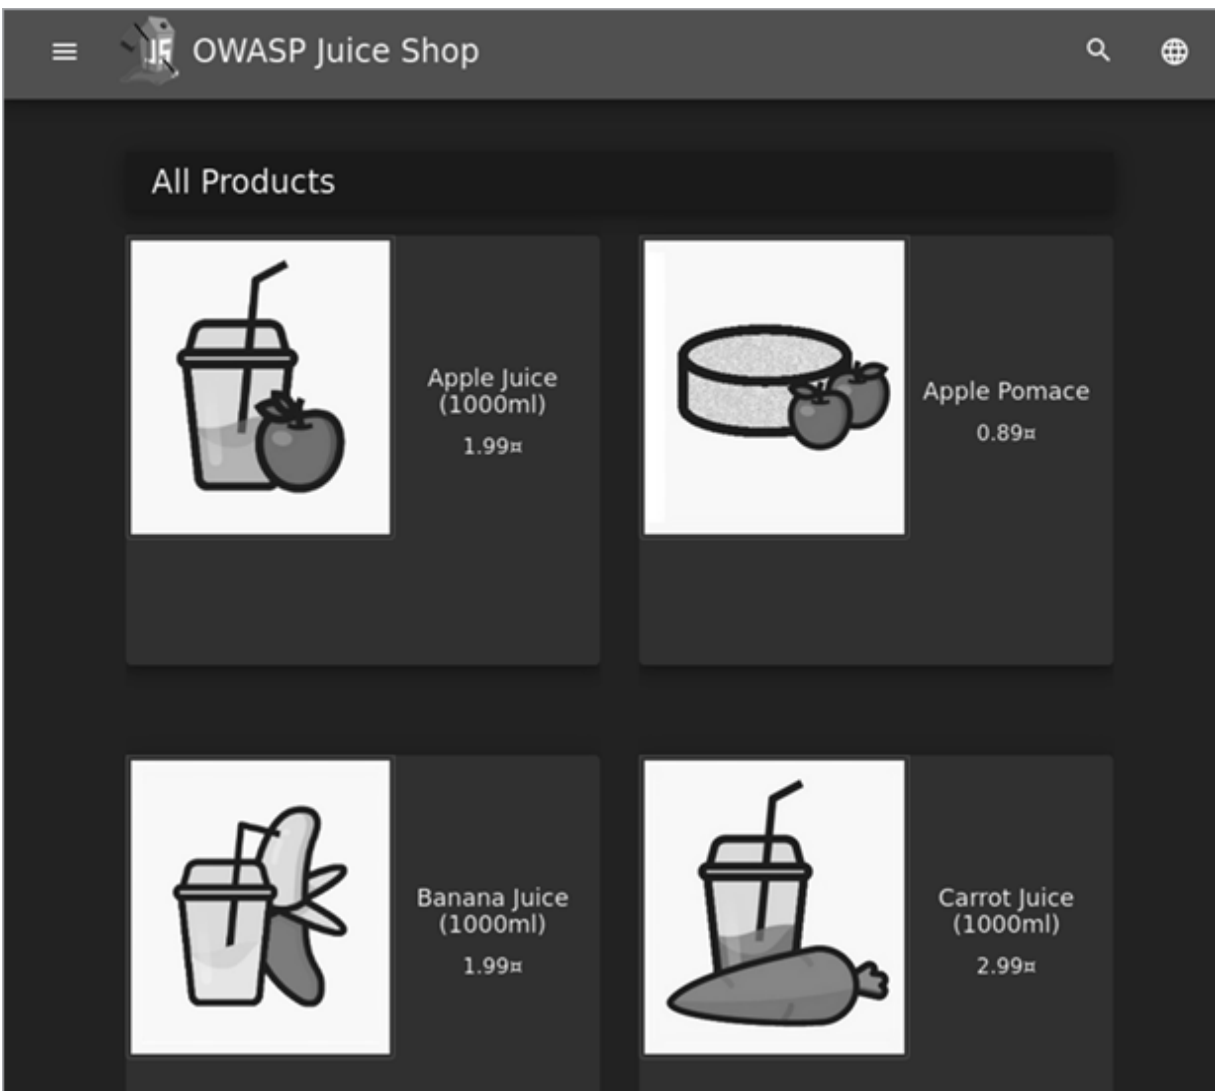 OWASP Juice Shop
All Products
Apple Juice
(1000ml)
1.99¤
Apple Pomace
0.89¤
Banana Juice
(1000ml)
1.99¤
Carrot Juice
(1000ml)
2.99¤